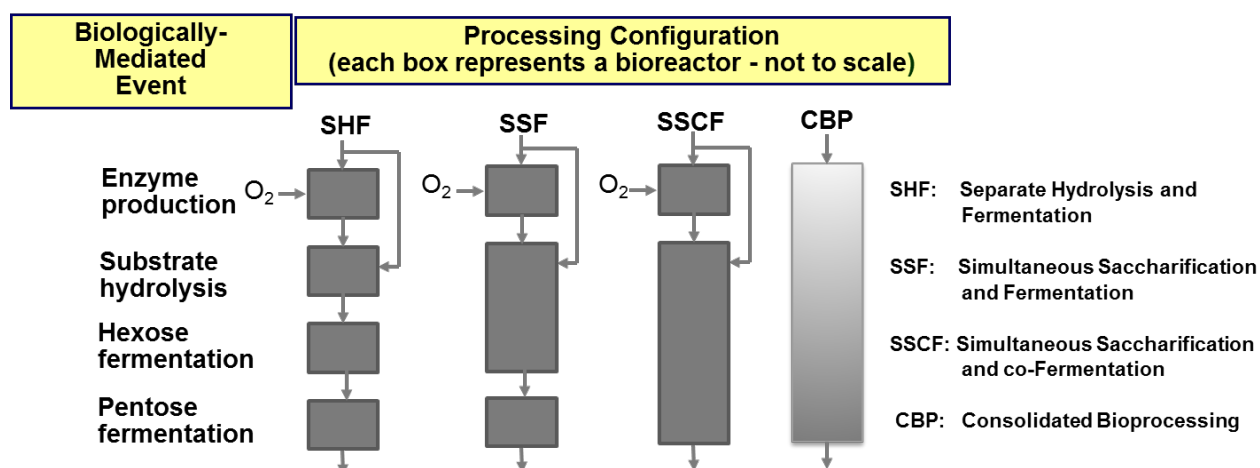 Biologically-
Mediated
Event
Processing Configuration
(each box represents a bioreactor - not to scale)
SHF
SSF
SSCF
CBP
Enzyme
production
O2
O2
O2
Substrate
hydrolysis
Hexose
fermentation
Pentose
fermentation
SHF: Separate Hydrolysis and
Fermentation
SSF: Simultaneous Saccharification
and Fermentation
SSCF: Simultaneous Saccharification
and co-Fermentation
CBP: Consolidated Bioprocessing